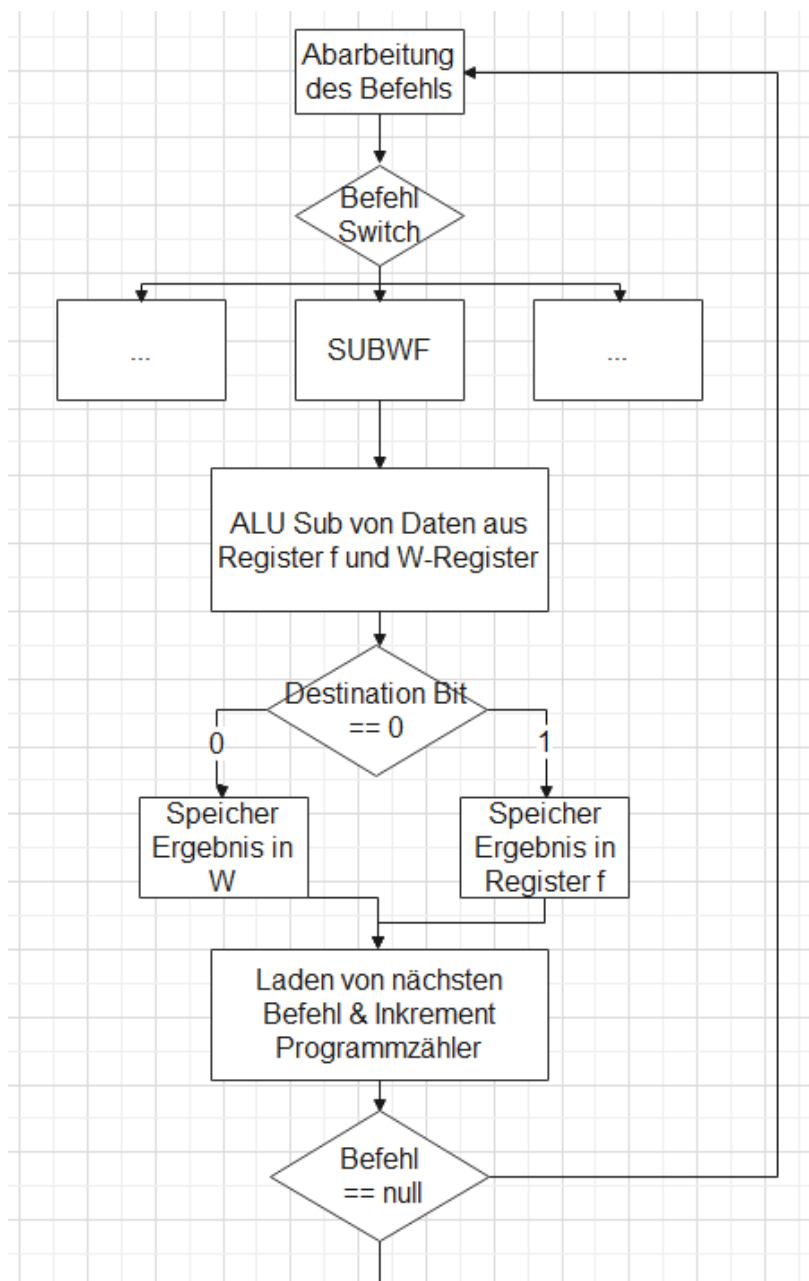 Abarbeitung
des Befehls
Befehl
Switch
...
SUBWF
...
ALU Sub von Daten aus
Register f und W-Register
Destination Bit
== 0
0
1
Speicher
Ergebnis in
W
Speicher
Ergebnis in
Register f
Laden von nächsten
Befehl & Inkrement
Programmzähler
Befehl
== null